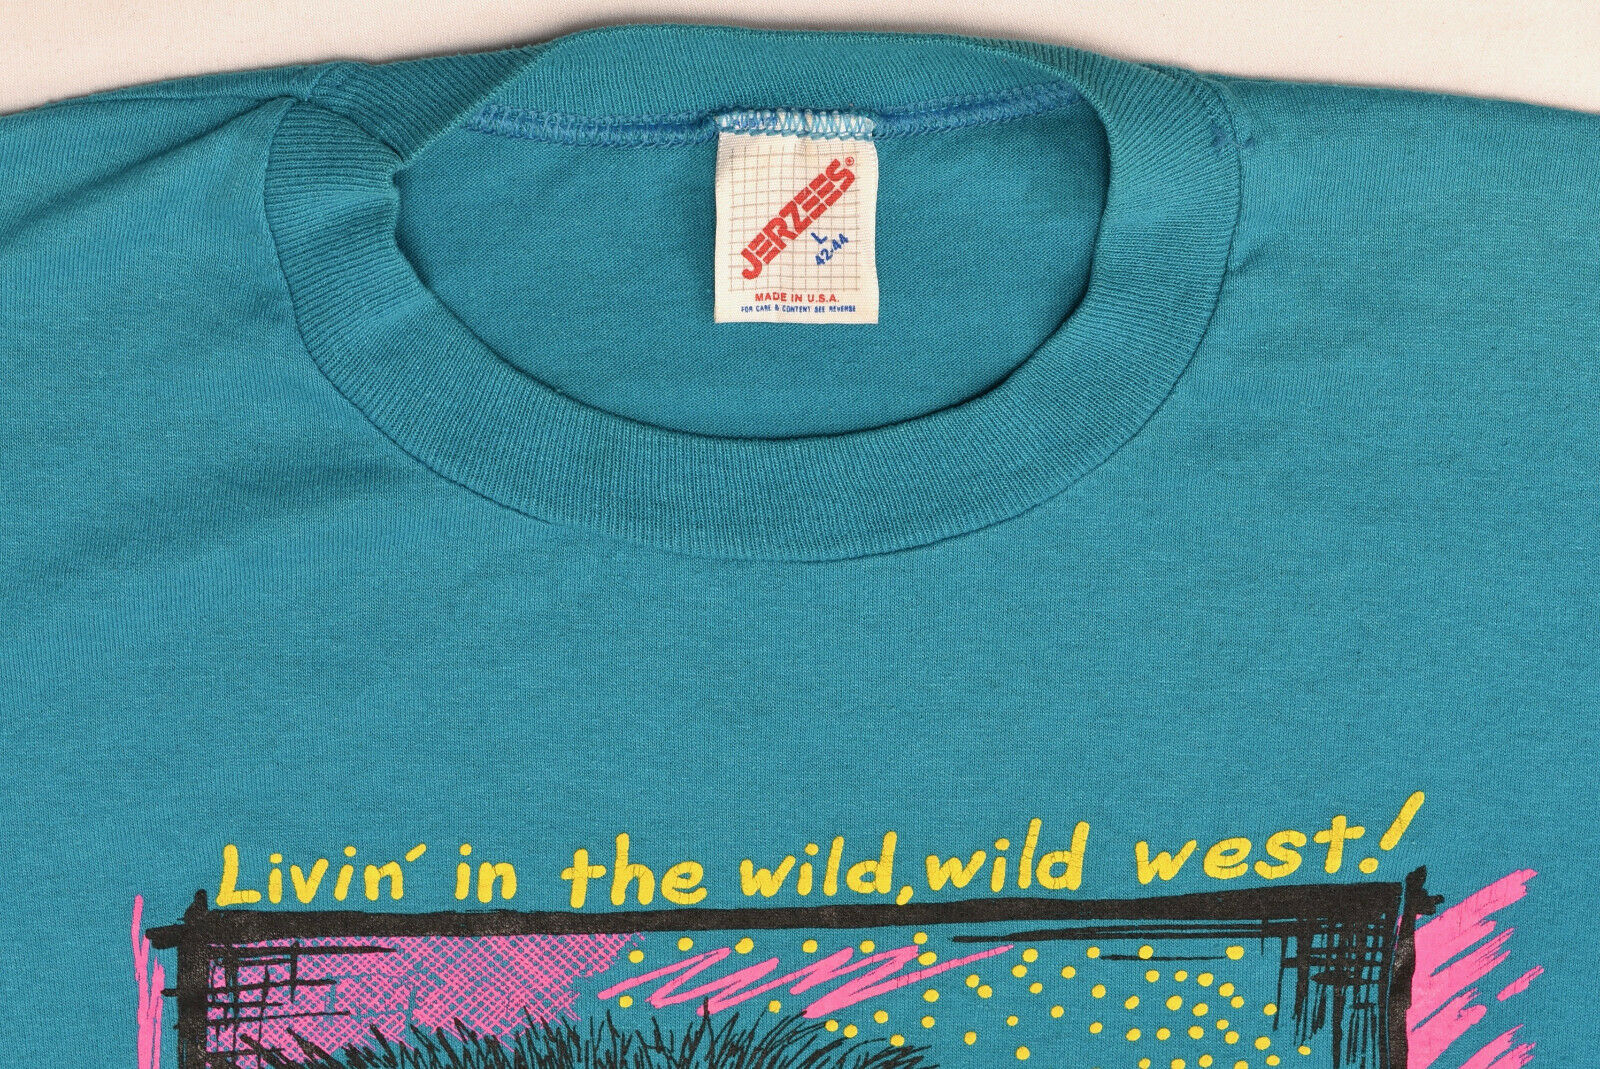 JERZEES®
L
42-44
MADE IN U.S.A.
FOR CARE & CONTENT SEE REVERSE
Livin' in the wild, wild west!